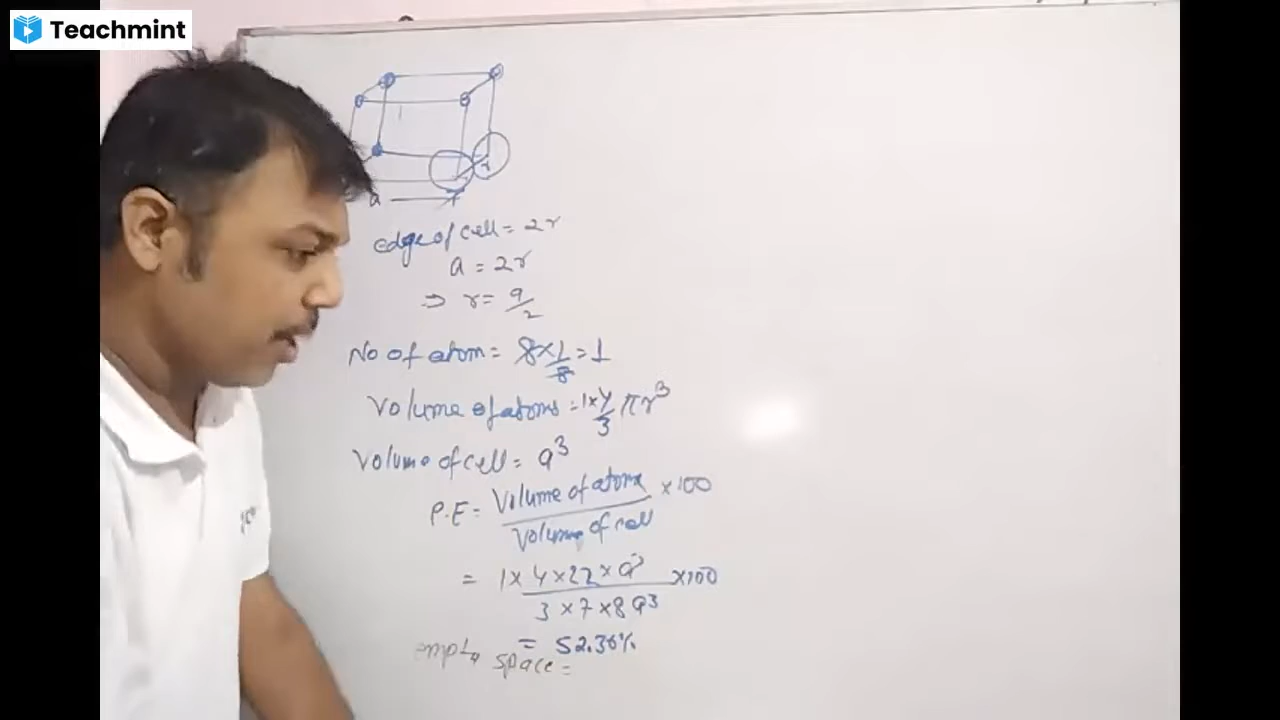 Teachmint
r
a
edge of cell = 2r
a = 2r
⇒ r = a/2
No of atom = 8 × 1/8 = 1
Volume of atoms = 1 × 4/3 πr³
Volume of cell = a³
P.E = Volume of atoms / Volume of cell × 100
= 1 × 4 × 22 × a³ / 3 × 7 × 8 a³ × 100
= 52.36%
empty space =